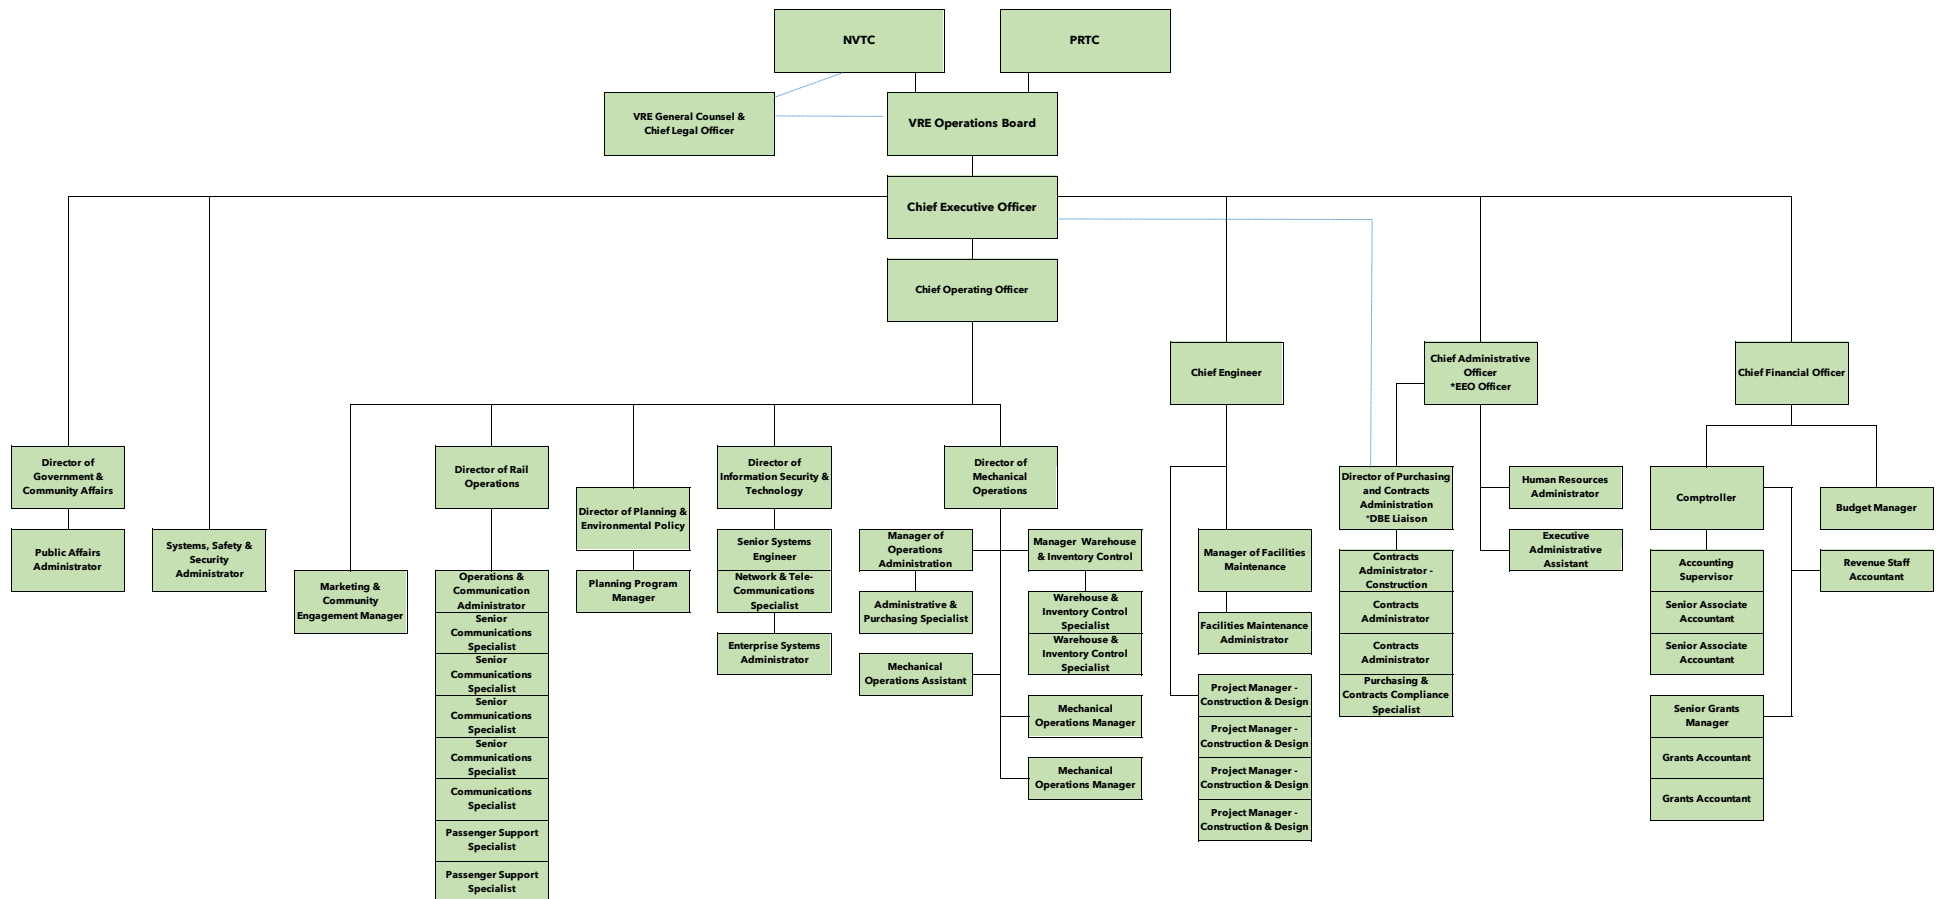 NVTC
PRTC
VRE General Counsel &
Chief Legal Officer
VRE Operations Board
Chief Executive Officer
Chief Operating Officer
Chief Engineer
Chief Administrative
Officer
*EEO Officer
Chief Financial Officer
Director of
Government &
Community Affairs
Public Affairs
Administrator
Systems, Safety &
Security
Administrator
Marketing &
Community
Engagement Manager
Director of Rail
Operations
Operations &
Communication
Administrator
Senior
Communications
Specialist
Senior
Communications
Specialist
Senior
Communications
Specialist
Senior
Communications
Specialist
Communications
Specialist
Passenger Support
Specialist
Passenger Support
Specialist
Director of Planning &
Environmental Policy
Planning Program
Manager
Director of
Information Security &
Technology
Senior Systems
Engineer
Network & Tele-
Communications
Specialist
Enterprise Systems
Administrator
Director of
Mechanical
Operations
Manager of
Operations
Administration
Administrative &
Purchasing Specialist
Mechanical
Operations Assistant
Manager Warehouse
& Inventory Control
Warehouse &
Inventory Control
Specialist
Warehouse &
Inventory Control
Specialist
Mechanical
Operations Manager
Mechanical
Operations Manager
Manager of Facilities
Maintenance
Facilities Maintenance
Administrator
Project Manager -
Construction & Design
Project Manager -
Construction & Design
Project Manager -
Construction & Design
Project Manager -
Construction & Design
Director of Purchasing
and Contracts
Administration
*DBE Liaison
Contracts
Administrator -
Construction
Contracts
Administrator
Contracts
Administrator
Purchasing &
Contracts Compliance
Specialist
Human Resources
Administrator
Executive
Administrative
Assistant
Comptroller
Accounting
Supervisor
Senior Associate
Accountant
Senior Associate
Accountant
Senior Grants
Manager
Grants Accountant
Grants Accountant
Budget Manager
Revenue Staff
Accountant